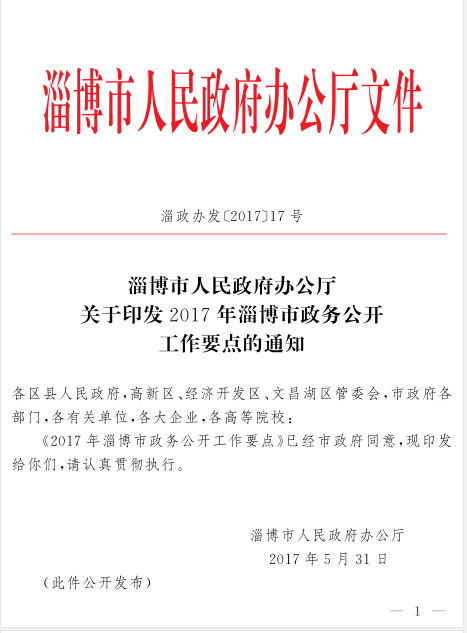 淄博市人民政府办公厅文件
淄政办发〔2017〕17 号
淄博市人民政府办公厅
关于印发 2017 年淄博市政务公开
工作要点的通知
各区县人民政府,高新区、经济开发区、文昌湖区管委会,市政府各
部门,各有关单位,各大企业,各高等院校:
《2017 年淄博市政务公开工作要点》已经市政府同意,现印发
给你们,请认真贯彻执行。
淄博市人民政府办公厅
2017 年 5 月 31 日
(此件公开发布)
— 1 —